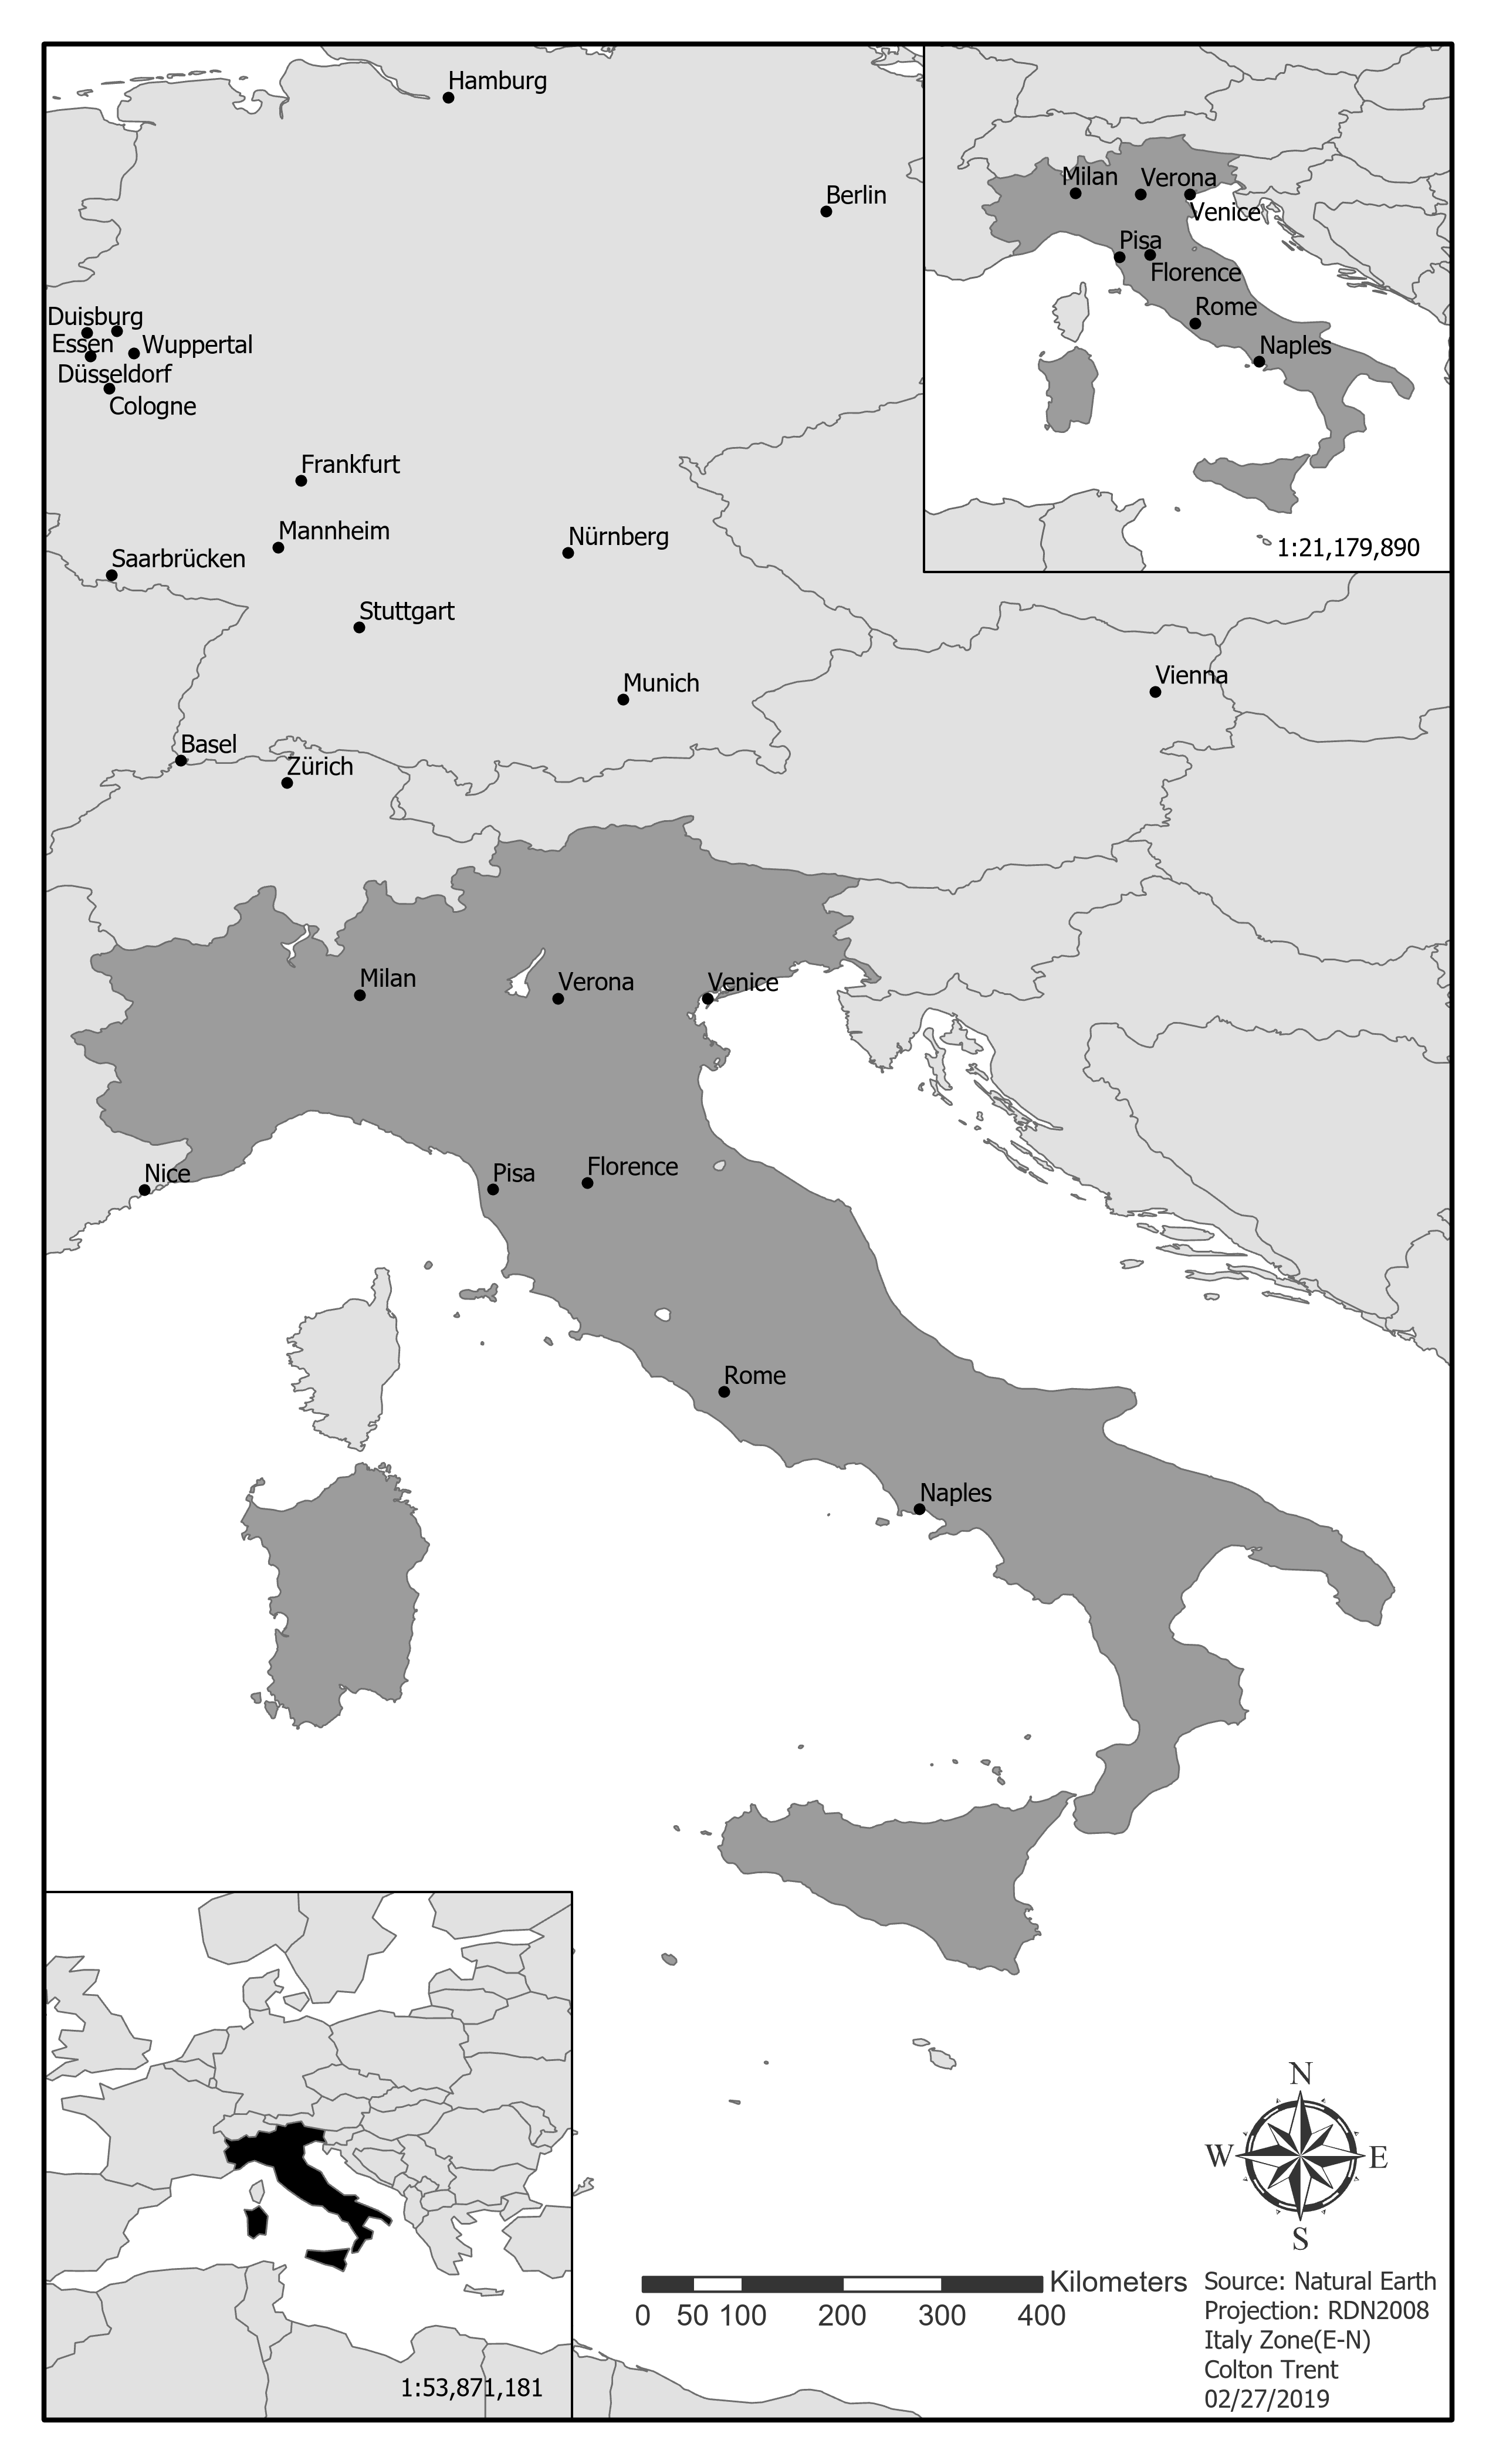 Hamburg
Berlin
Duisburg
Essen
Wuppertal
Düsseldorf
Cologne
Frankfurt
Mannheim
Nürnberg
Saarbrücken
Stuttgart
Munich
Vienna
Basel
Zürich
Milan
Verona
Venice
Pisa
Florence
Rome
Naples
1:21,179,890
Milan
Verona
Venice
Nice
Pisa
Florence
Rome
Naples
1:53,871,181
N
W
E
S
Kilometers
0 50 100 200 300 400
Source: Natural Earth
Projection: RDN2008
Italy Zone(E-N)
Colton Trent
02/27/2019